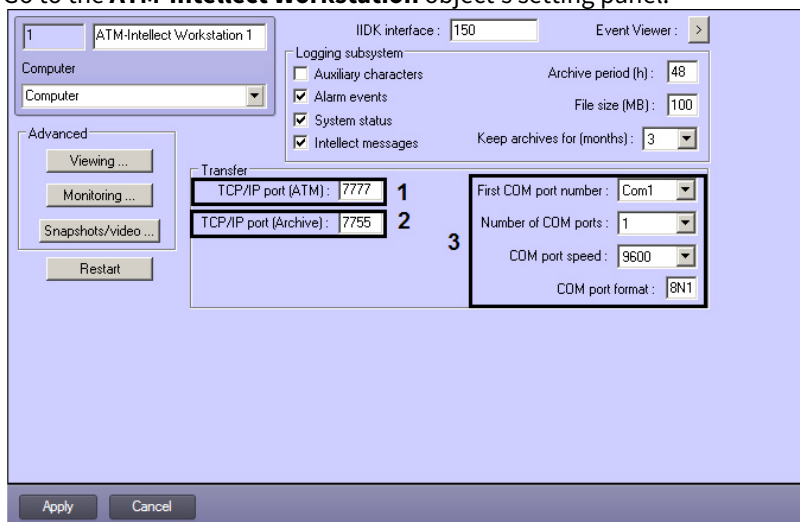 Go to the ATM-Intellect Workstation object's setting panel.
1 ATM-Intellect Workstation 1
IIDK interface : 150
Event Viewer : >
Computer
Computer
Logging subsystem
Auxiliary characters
Alarm events
System status
Intellect messages
Archive period (h) : 48
File size (MB) : 100
Keep archives for (months) : 3
Advanced
Viewing ...
Monitoring ...
Snapshots/video ...
Restart
Transfer
TCP/IP port (ATM) : 7777 1
TCP/IP port (Archive) : 7755 2
3
First COM port number : Com1
Number of COM ports : 1
COM port speed : 9600
COM port format : 8N1
Apply Cancel